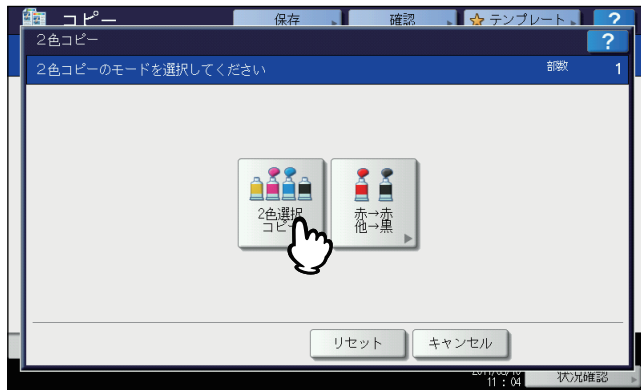 コピー 保存 確認 テンプレート ?
2色コピー ?
2色コピーのモードを選択してください 部数 1
2色選択 赤→赤
コピー 他→黒
リセット キャンセル
11:04 状況確認